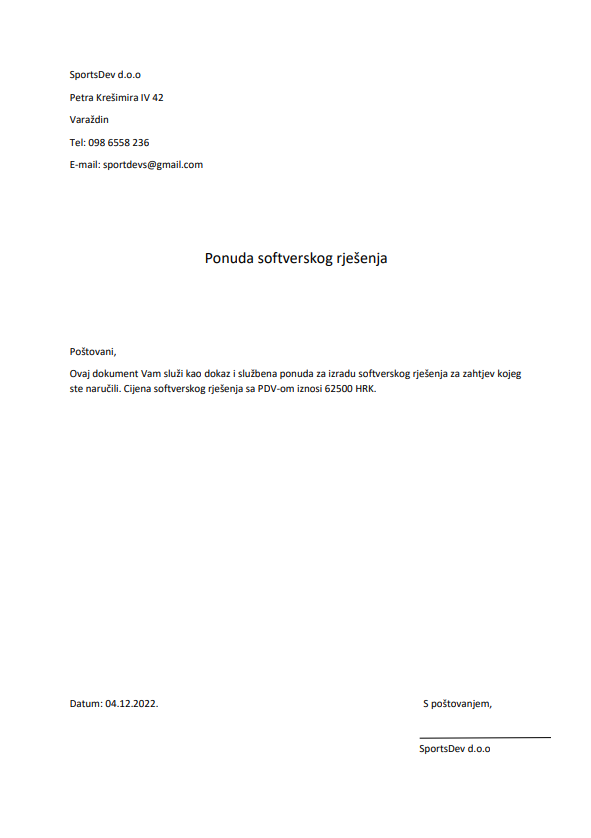 SportsDev d.o.o
Petra Krešimira IV 42
Varaždin
Tel: 098 6558 236
E-mail: sportdevs@gmail.com
Ponuda softverskog rješenja
Poštovani,
Ovaj dokument Vam služi kao dokaz i službena ponuda za izradu softverskog rješenja za zahtjev kojeg
ste naručili. Cijena softverskog rješenja sa PDV-om iznosi 62500 HRK.
Datum: 04.12.2022.
S poštovanjem,
SportsDev d.o.o